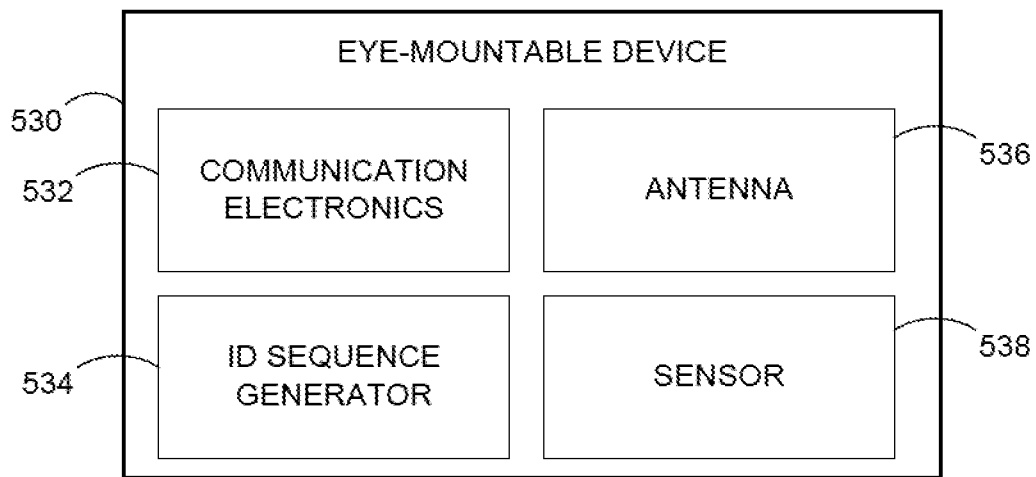 EYE-MOUNTABLE DEVICE
530
532
COMMUNICATION
ELECTRONICS
ANTENNA
536
534
ID SEQUENCE
GENERATOR
SENSOR
538